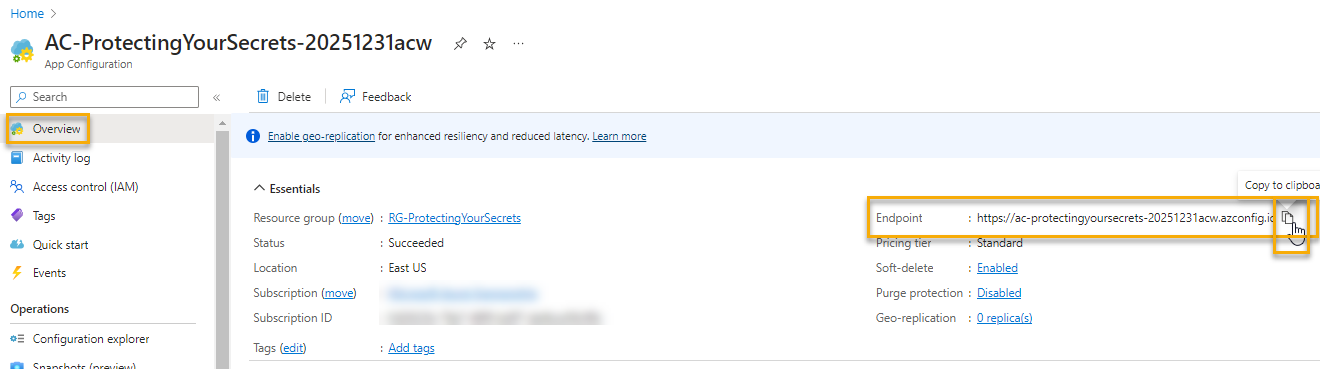 Home >
AC-ProtectingYourSecrets-20251231acw
App Configuration
Search
«
Delete
Feedback
Overview
Enable geo-replication for enhanced resiliency and reduced latency. Learn more
Activity log
Access control (IAM)
Tags
Quick start
Events
Operations
Configuration explorer
Snapshots (preview)
Essentials
Copy to clipboa
Resource group (move) : RG-ProtectingYourSecrets
Status : Succeeded
Location : East US
Subscription (move) :
Subscription ID :
Tags (edit) : Add tags
Endpoint : https://ac-protectingyoursecrets-20251231acw.azconfig.io
Pricing tier : Standard
Soft-delete : Enabled
Purge protection : Disabled
Geo-replication : 0 replica(s)